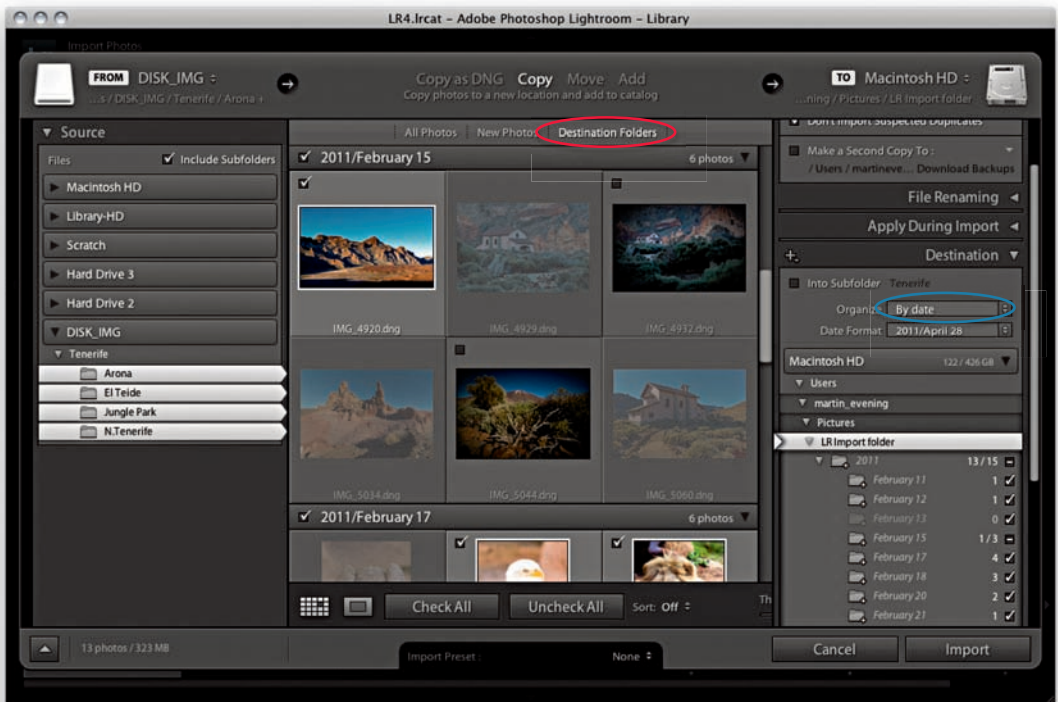 LR4.lrcat – Adobe Photoshop Lightroom – Library
Import Photos
FROM DISK_IMG
...s / DISK_IMG / Tenerife / Arona +
Copy as DNG Copy Move Add
Copy photos to a new location and add to catalog
TO Macintosh HD
...ning / Pictures / LR Import folder
Source
Files Include Subfolders
Macintosh HD
Library-HD
Scratch
Hard Drive 3
Hard Drive 2
DISK_IMG
Tenerife
Arona
El Teide
Jungle Park
N.Tenerife
All Photos New Photos Destination Folders
2011/February 15 6 photos
IMG_4920.dng IMG_4929.dng IMG_4932.dng
IMG_5034.dng IMG_5044.dng IMG_5060.dng
2011/February 17 6 photos
Check All Uncheck All Sort: Off Th
Don't Import Suspected Duplicates
Make a Second Copy To :
/ Users / martineve... Download Backups
File Renaming
Apply During Import
Destination
Into Subfolder Tenerife
Organize By date
Date Format 2011/April 28
Macintosh HD 122 / 426 GB
Users
martin_evening
Pictures
LR Import folder
2011 13 / 15
February 11 1
February 12 1
February 13 0
February 15 1 / 3
February 17 4
February 18 3
February 20 2
February 21 1
13 photos / 323 MB
Import Preset : None
Cancel Import